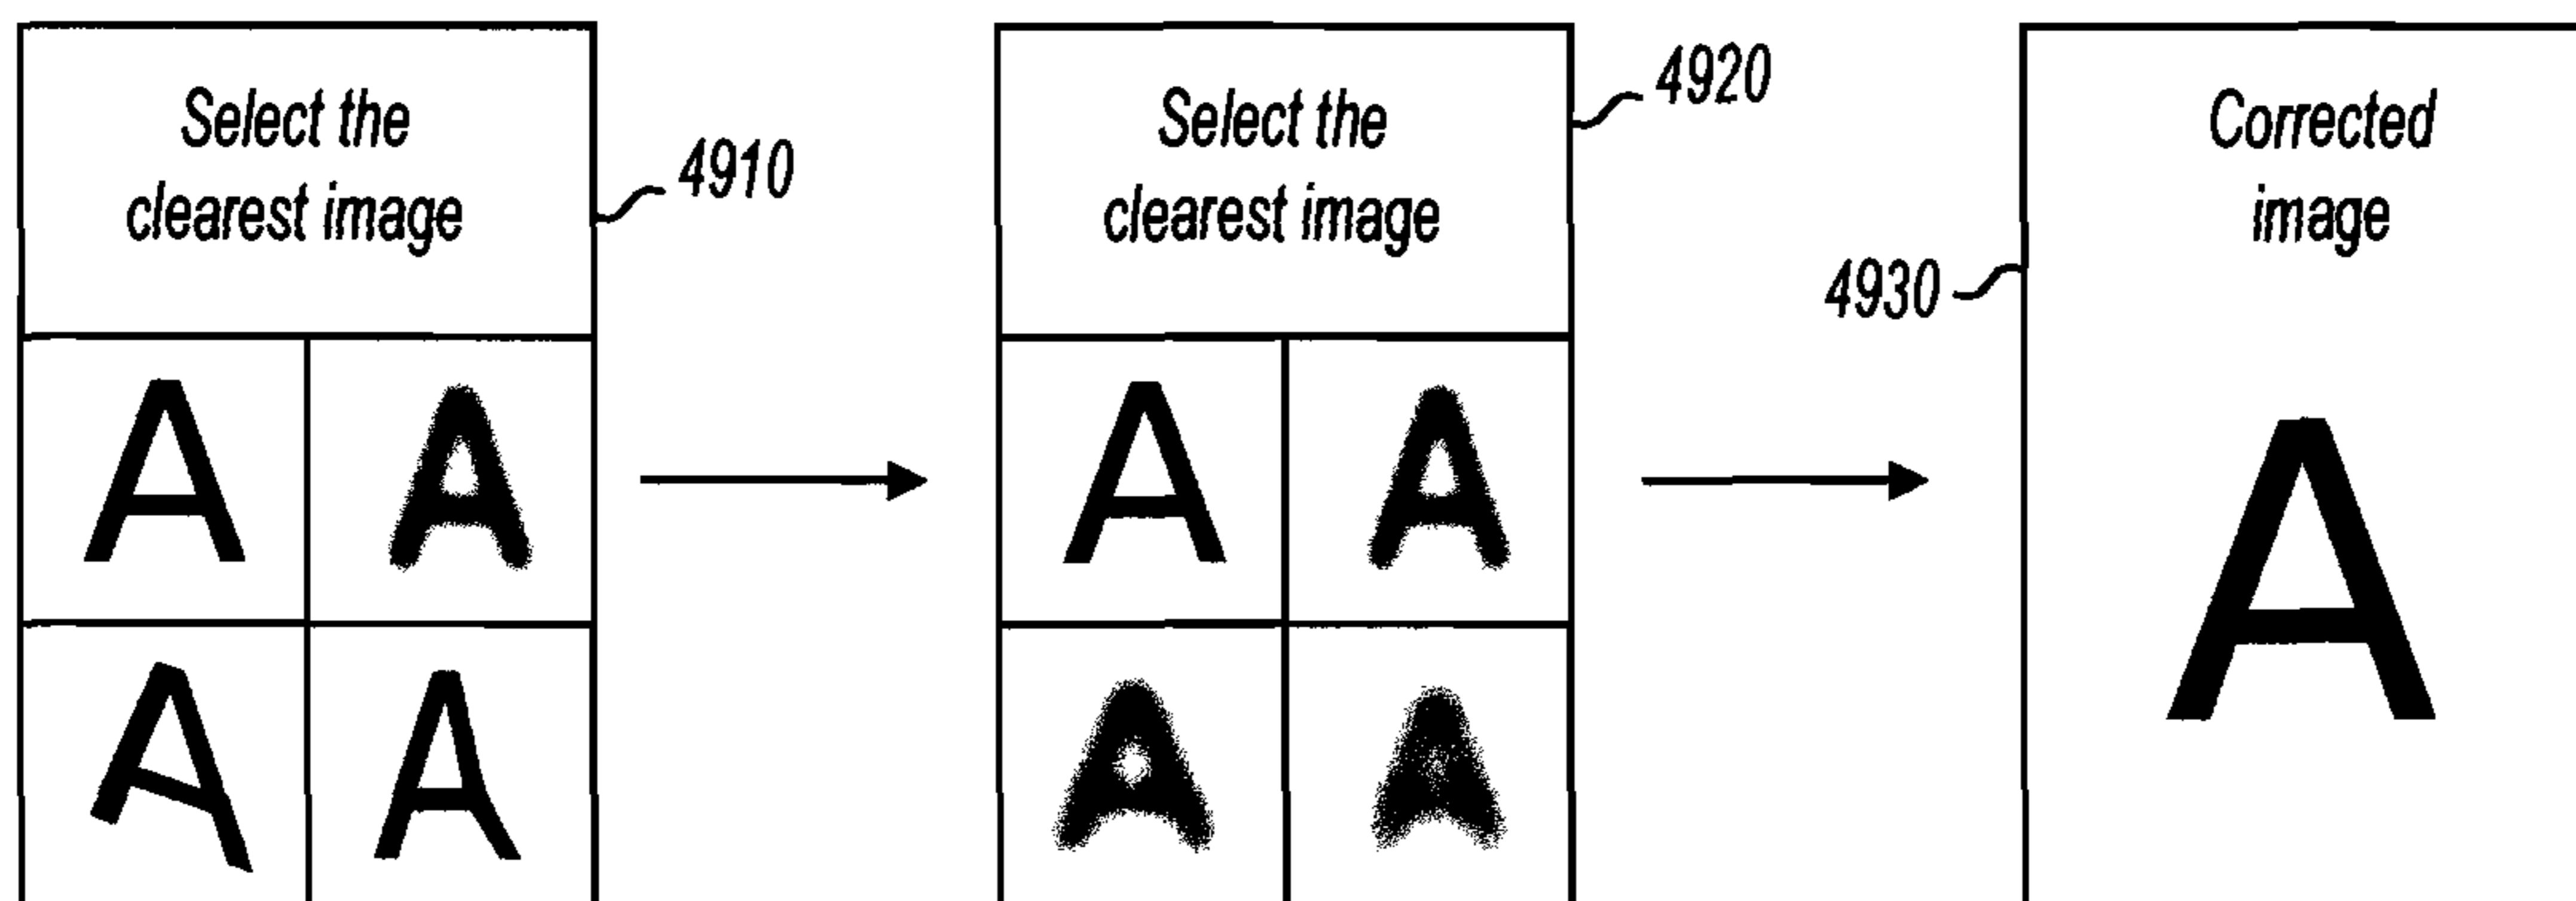 Select the
clearest image
4910
A A
A A
Select the
clearest image
4920
A A
A A
Corrected
image
4930
A